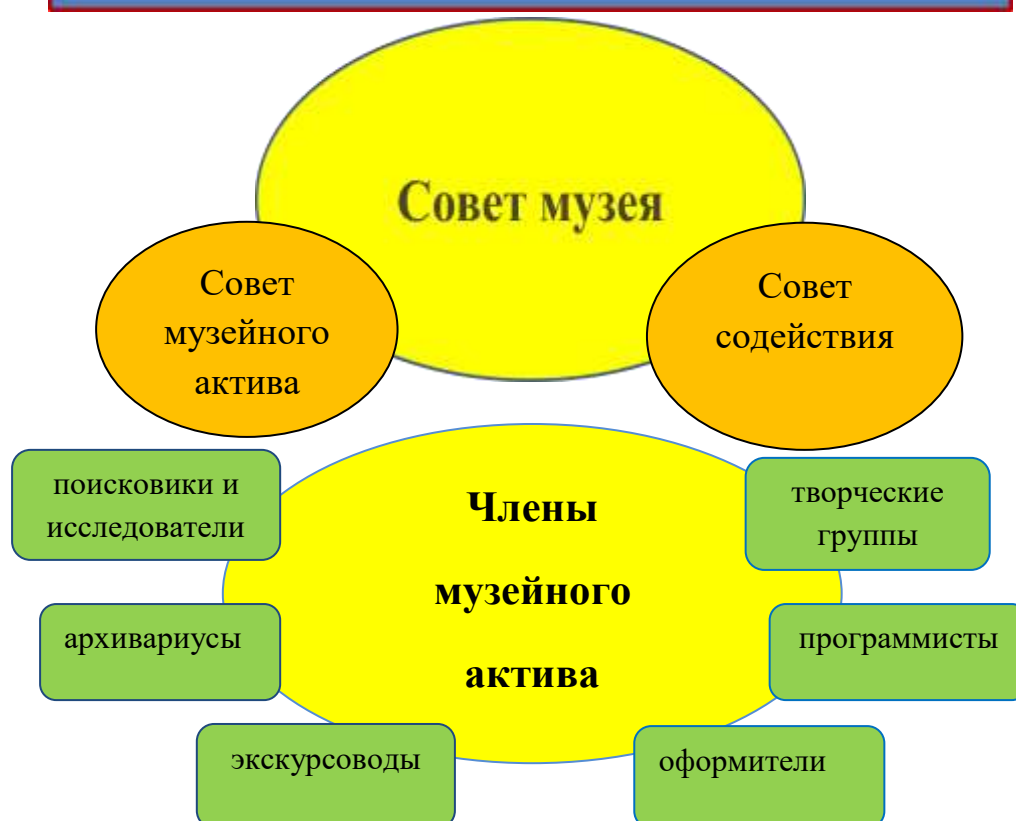 Совет музея
Совет
музейного
актива
Совет
содействия
поисковики и
исследователи
Члены
музейного
актива
творческие
группы
архивариусы
программисты
экскурсоводы
оформители